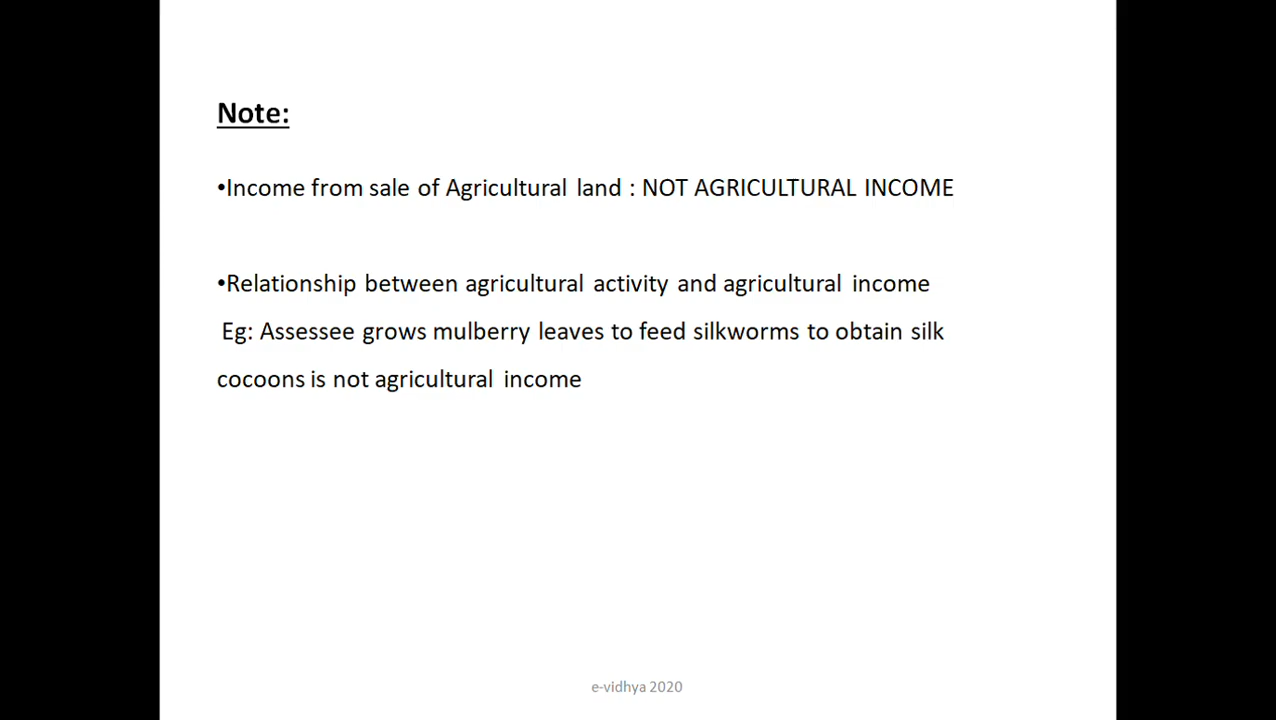 Note:
•Income from sale of Agricultural land : NOT AGRICULTURAL INCOME
•Relationship between agricultural activity and agricultural income
Eg: Assessee grows mulberry leaves to feed silkworms to obtain silk
cocoons is not agricultural income
e-vidhya 2020